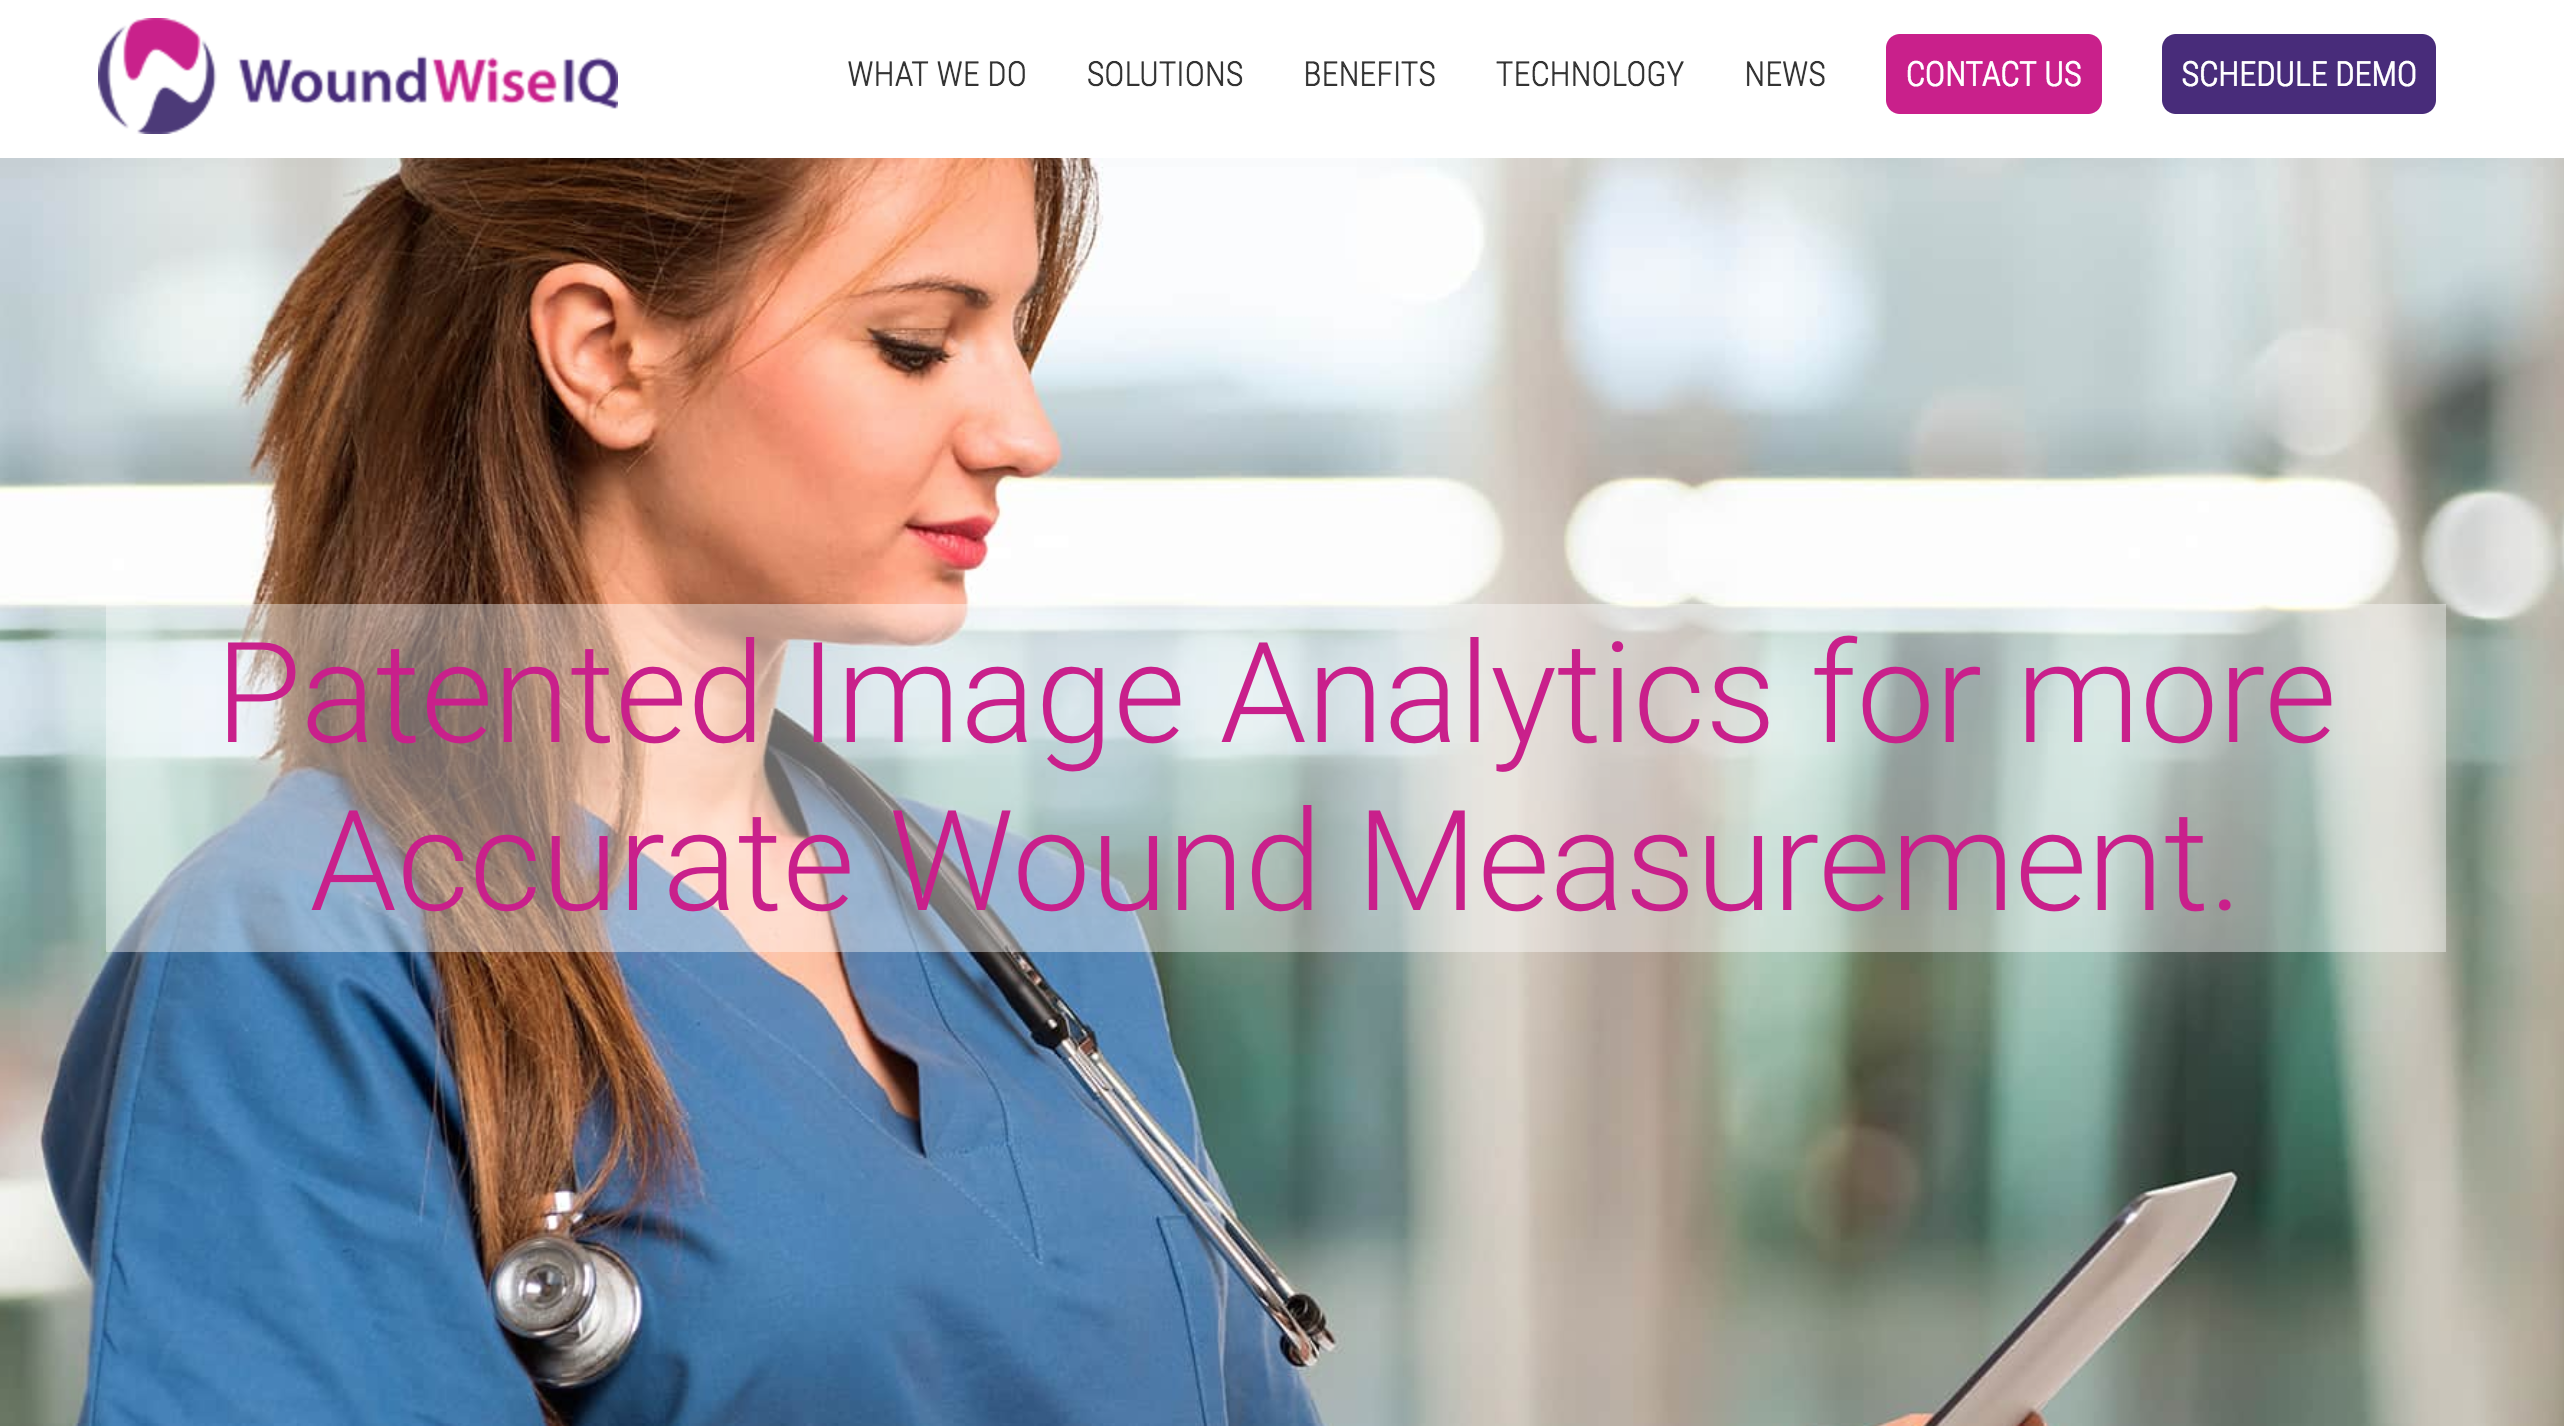 WoundWiseIQ
WHAT WE DO
SOLUTIONS
BENEFITS
TECHNOLOGY
NEWS
CONTACT US
SCHEDULE DEMO
Patented Image Analytics for more
Accurate Wound Measurement.